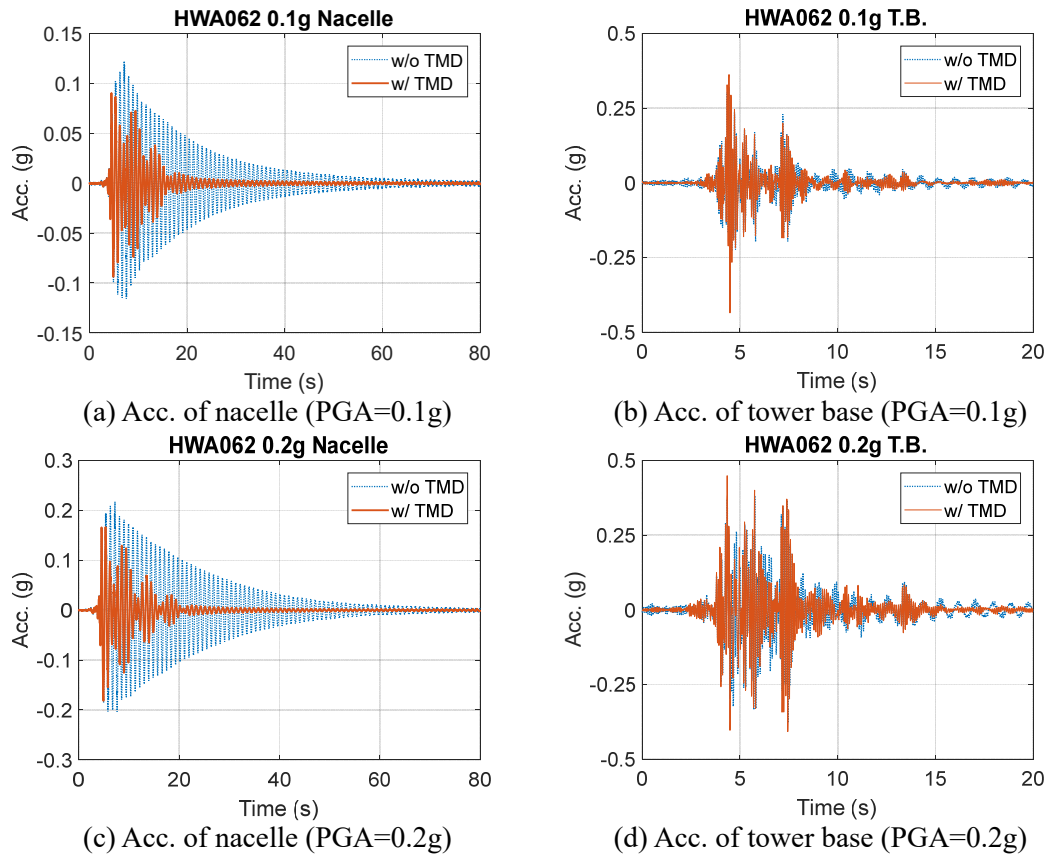 HWA062 0.1g Nacelle
0.15
0.1
0.05
0
-0.05
-0.1
-0.15
Acc. (g)
w/o TMD
w/ TMD
0 20 40 60 80
Time (s)
(a) Acc. of nacelle (PGA=0.1g)
HWA062 0.1g T.B.
0.5
0.25
0
-0.25
-0.5
Acc. (g)
w/o TMD
w/ TMD
0 5 10 15 20
Time (s)
(b) Acc. of tower base (PGA=0.1g)
HWA062 0.2g Nacelle
0.3
0.2
0.1
0
-0.1
-0.2
-0.3
Acc. (g)
w/o TMD
w/ TMD
0 20 40 60 80
Time (s)
(c) Acc. of nacelle (PGA=0.2g)
HWA062 0.2g T.B.
0.5
0.25
0
-0.25
-0.5
Acc. (g)
w/o TMD
w/ TMD
0 5 10 15 20
Time (s)
(d) Acc. of tower base (PGA=0.2g)